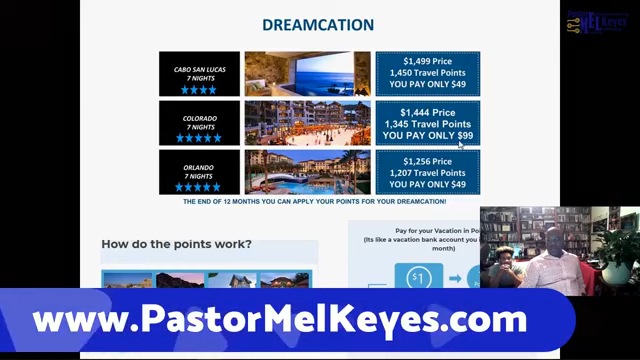 DREAMCATION
CABO SAN LUCAS
7 NIGHTS
$1,499 Price
1,450 Travel Points
YOU PAY ONLY $49
COLORADO
7 NIGHTS
$1,444 Price
1,345 Travel Points
YOU PAY ONLY $99
ORLANDO
7 NIGHTS
$1,256 Price
1,207 Travel Points
YOU PAY ONLY $49
THE END OF 12 MONTHS YOU CAN APPLY YOUR POINTS FOR YOUR DREAMCATION!
How do the points work?
Pay for your Vacation in Po
(Its like a vacation bank account you
month)
$1
www.PastorMelKeyes.com
MEL Keyes